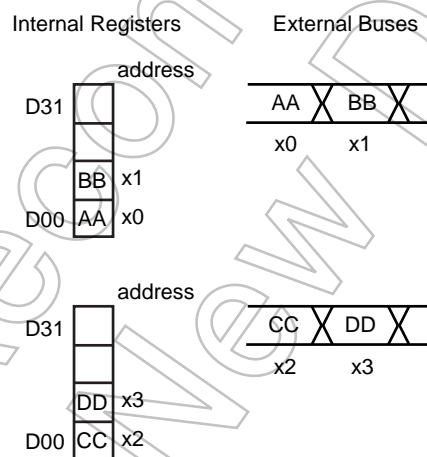 Internal Registers External Buses
address
D31
AA BB
x0 x1
BB x1
D00 AA x0
address
D31
CC DD
x2 x3
DD x3
D00 CC x2